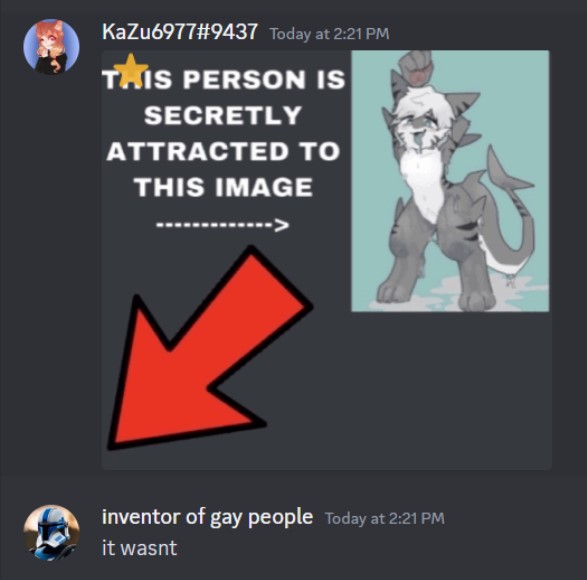 KaZu6977#9437 Today at 2:21 PM
THIS PERSON IS
SECRETLY
ATTRACTED TO
THIS IMAGE
------------->
inventor of gay people Today at 2:21 PM
it wasnt